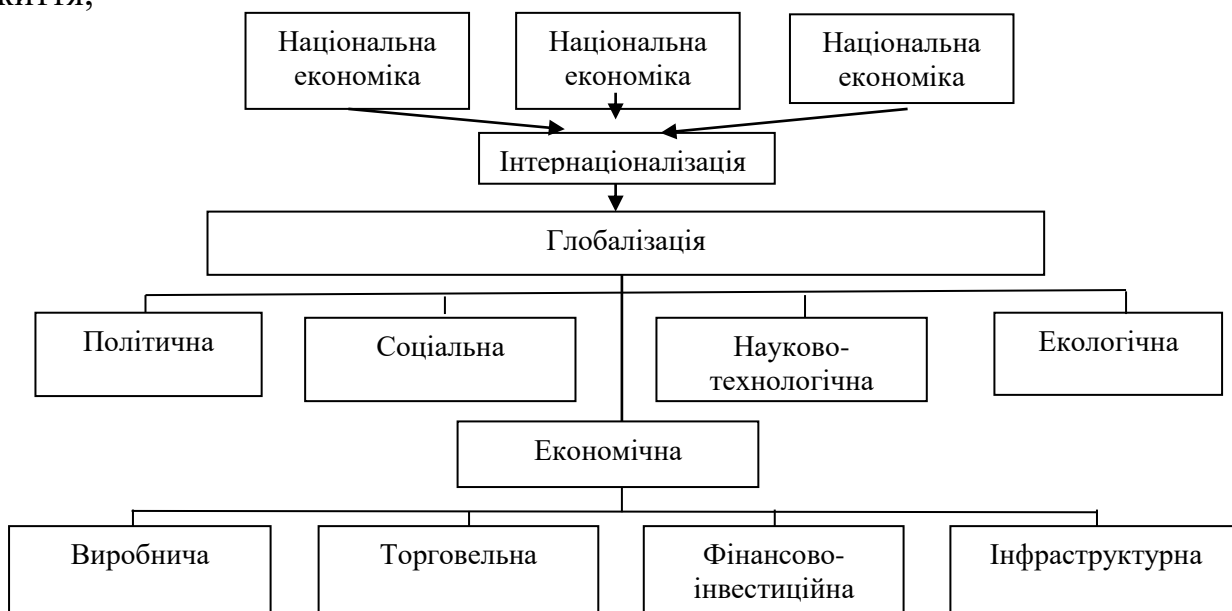 життя;
Національна
економіка
Національна
економіка
Національна
економіка
Інтернаціоналізація
Глобалізація
Політична
Соціальна
Науково-
технологічна
Екологічна
Економічна
Виробнича
Торговельна
Фінансово-
інвестиційна
Інфраструктурна